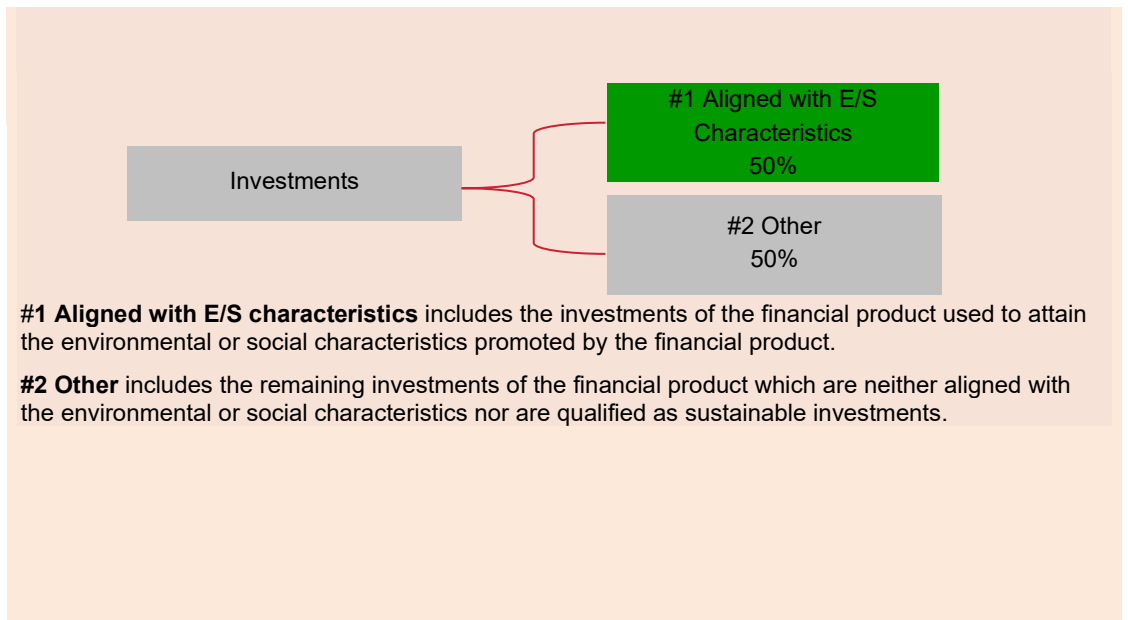 #1 Aligned with E/S
Characteristics
50%
Investments
#2 Other
50%
#1 Aligned with E/S characteristics includes the investments of the financial product used to attain
the environmental or social characteristics promoted by the financial product.
#2 Other includes the remaining investments of the financial product which are neither aligned with
the environmental or social characteristics nor are qualified as sustainable investments.